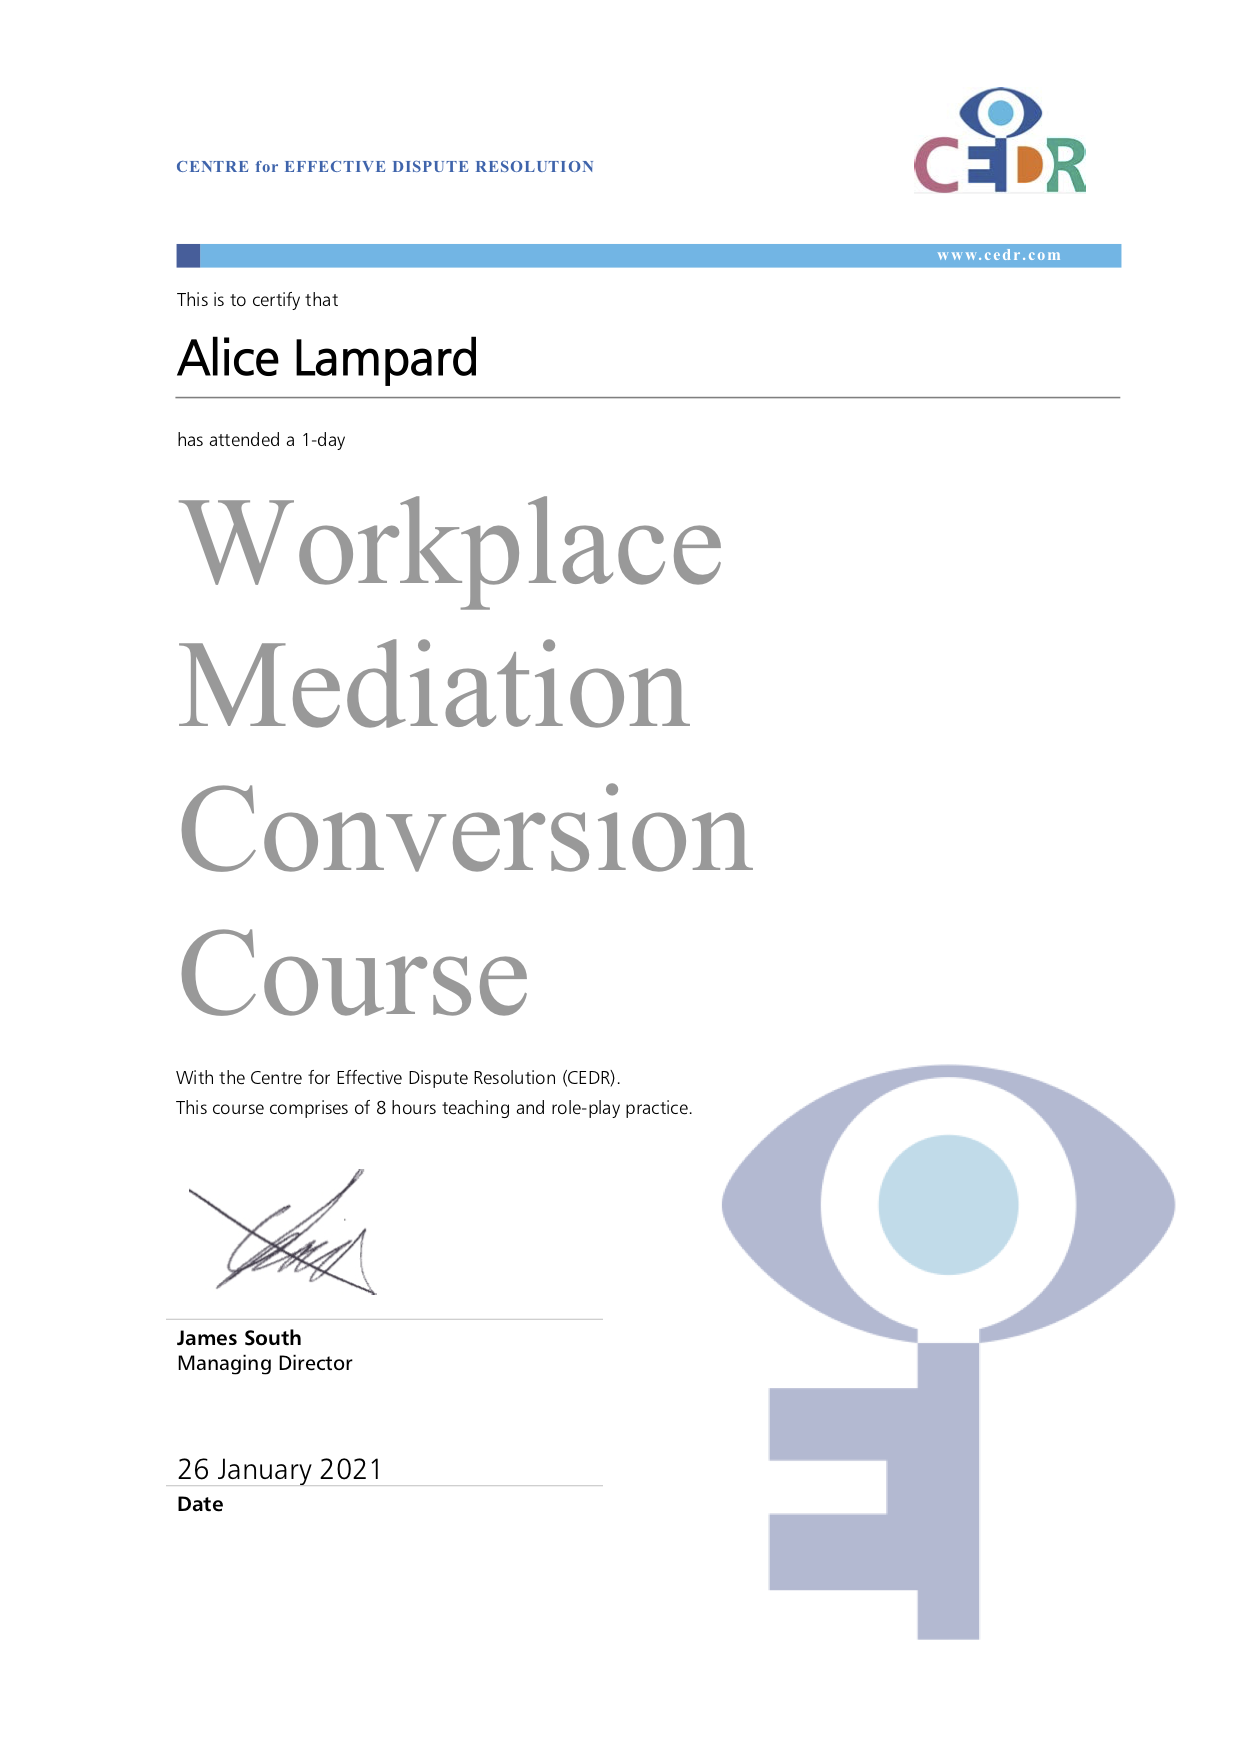 CENTRE for EFFECTIVE DISPUTE RESOLUTION
CEDR
www.cedr.com
This is to certify that
Alice Lampard
has attended a 1-day
Workplace
Mediation
Conversion
Course
With the Centre for Effective Dispute Resolution (CEDR).
This course comprises of 8 hours teaching and role-play practice.
James South
Managing Director
26 January 2021
Date